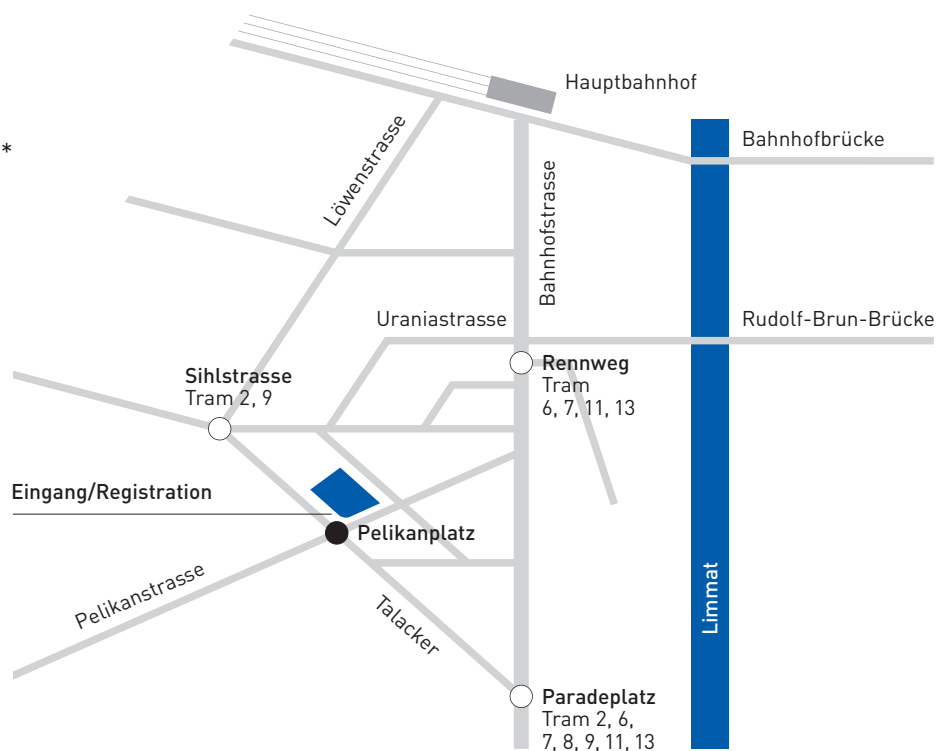 Hauptbahnhof
Bahnhofbrücke
*
Löwenstrasse
Bahnhofstrasse
Uraniastrasse
Rudolf-Brun-Brücke
Rennweg
Tram
6, 7, 11, 13
Sihlstrasse
Tram 2, 9
Eingang/Registration
Pelikanplatz
Pelikanstrasse
Talacker
Limmat
Paradeplatz
Tram 2, 6,
7, 8, 9, 11, 13